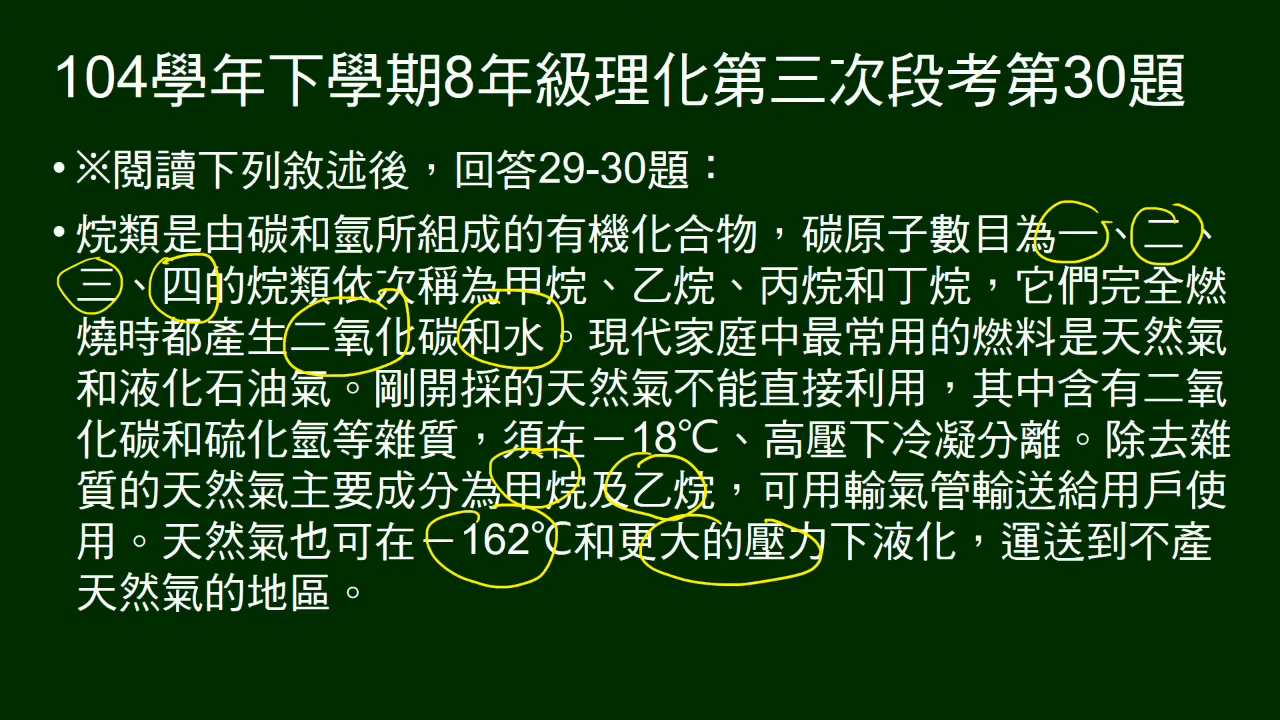 104學年下學期8年級理化第三次段考第30題
•※閱讀下列敘述後，回答29-30題：
•烷類是由碳和氫所組成的有機化合物，碳原子數目為一、二、
三、四的烷類依次稱為甲烷、乙烷、丙烷和丁烷，它們完全燃
燒時都產生二氧化碳和水。現代家庭中最常用的燃料是天然氣
和液化石油氣。剛開採的天然氣不能直接利用，其中含有二氧
化碳和硫化氫等雜質，須在－18℃、高壓下冷凝分離。除去雜
質的天然氣主要成分為甲烷及乙烷，可用輸氣管輸送給用戶使
用。天然氣也可在－162℃和更大的壓力下液化，運送到不產
天然氣的地區。